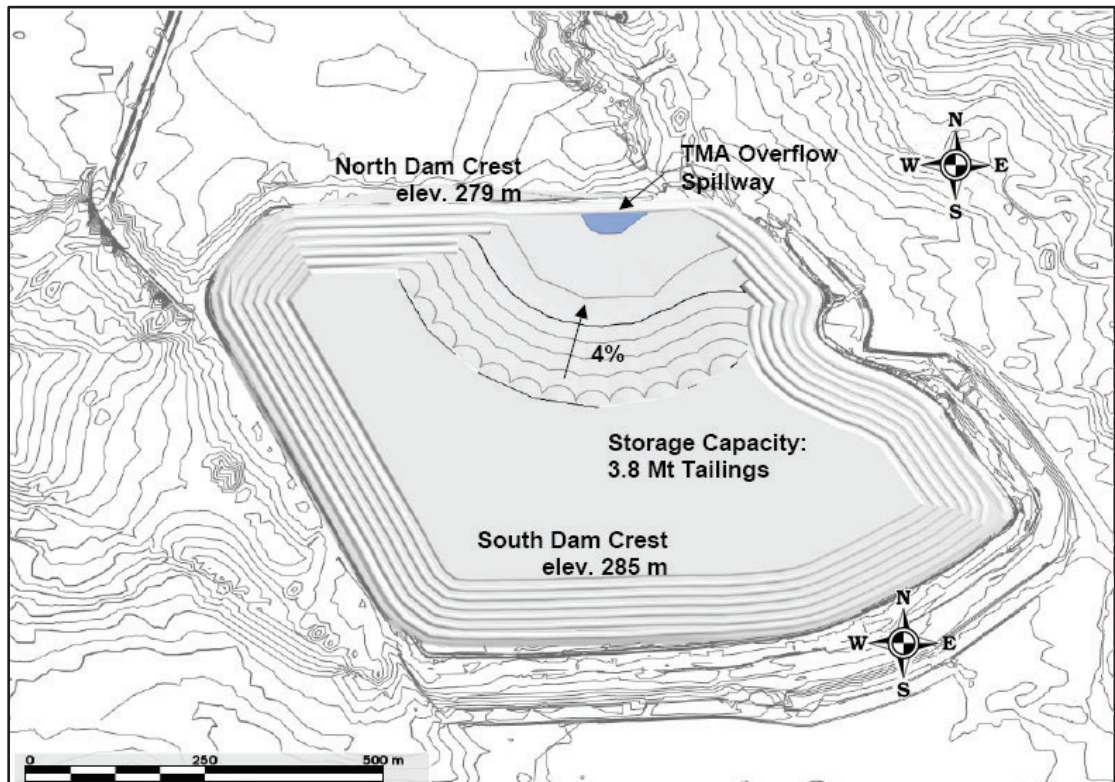 N
W E
S
North Dam Crest
elev. 279 m
TMA Overflow
Spillway
4%
Storage Capacity:
3.8 Mt Tailings
South Dam Crest
elev. 285 m
N
W E
S
0 250 500 m